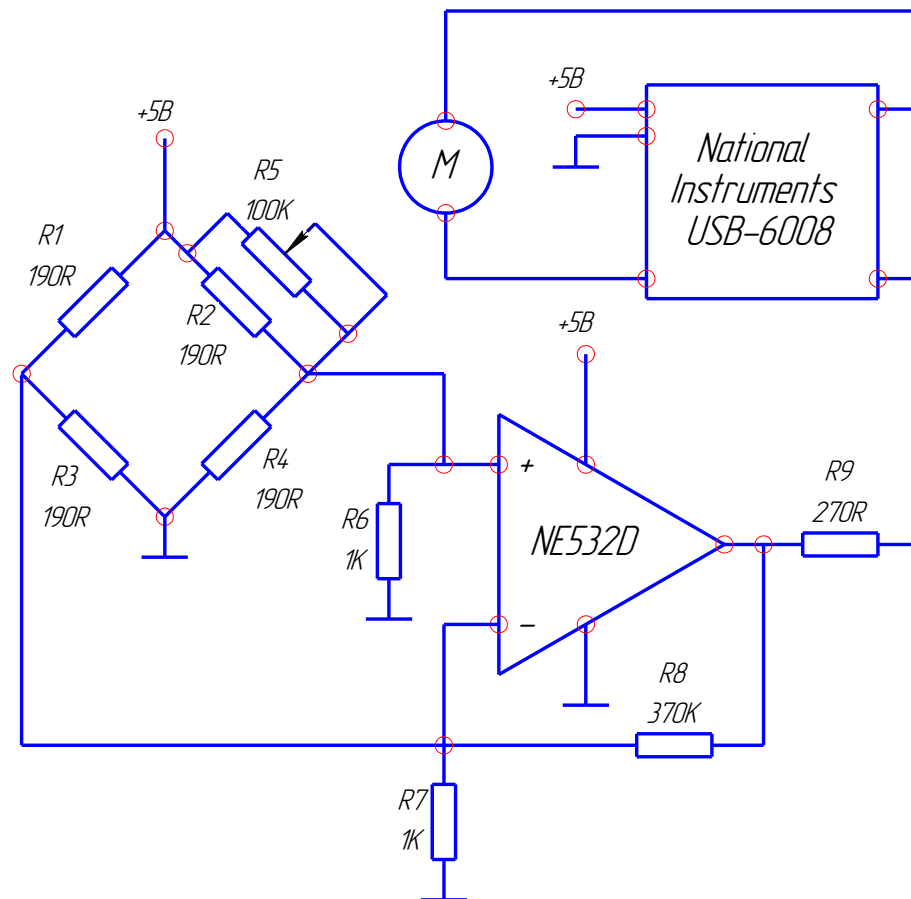 +5В
R1
190R
R2
190R
R5
100K
R3
190R
R4
190R
M
+5В
National
Instruments
USB-6008
+5В
R6
1K
+
NE532D
-
R9
270R
R8
370K
R7
1K